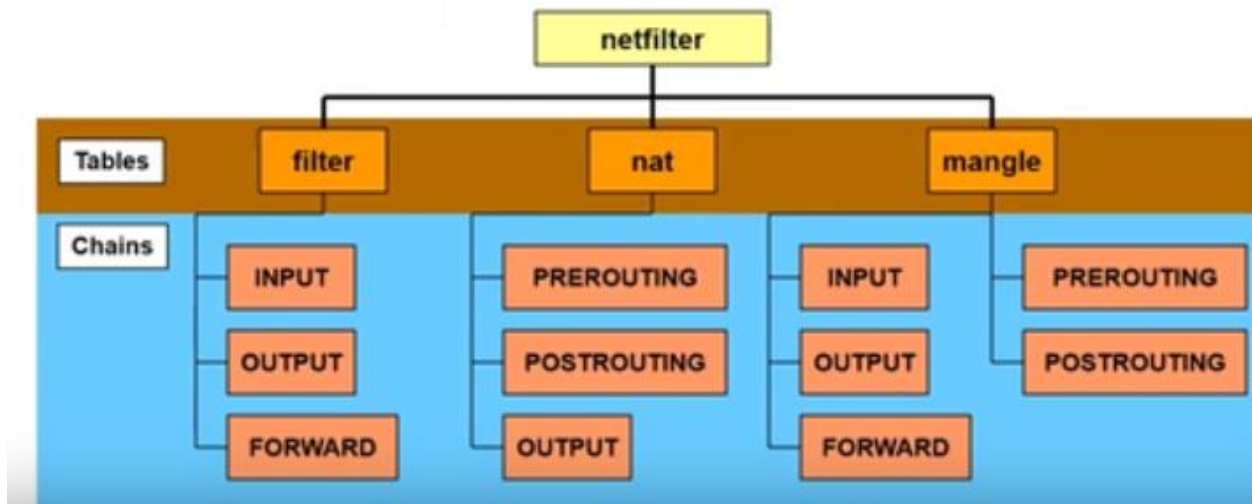 netfilter
Tables
filter
nat
mangle
Chains
INPUT
PREROUTING
INPUT
PREROUTING
OUTPUT
POSTROUTING
OUTPUT
POSTROUTING
FORWARD
OUTPUT
FORWARD